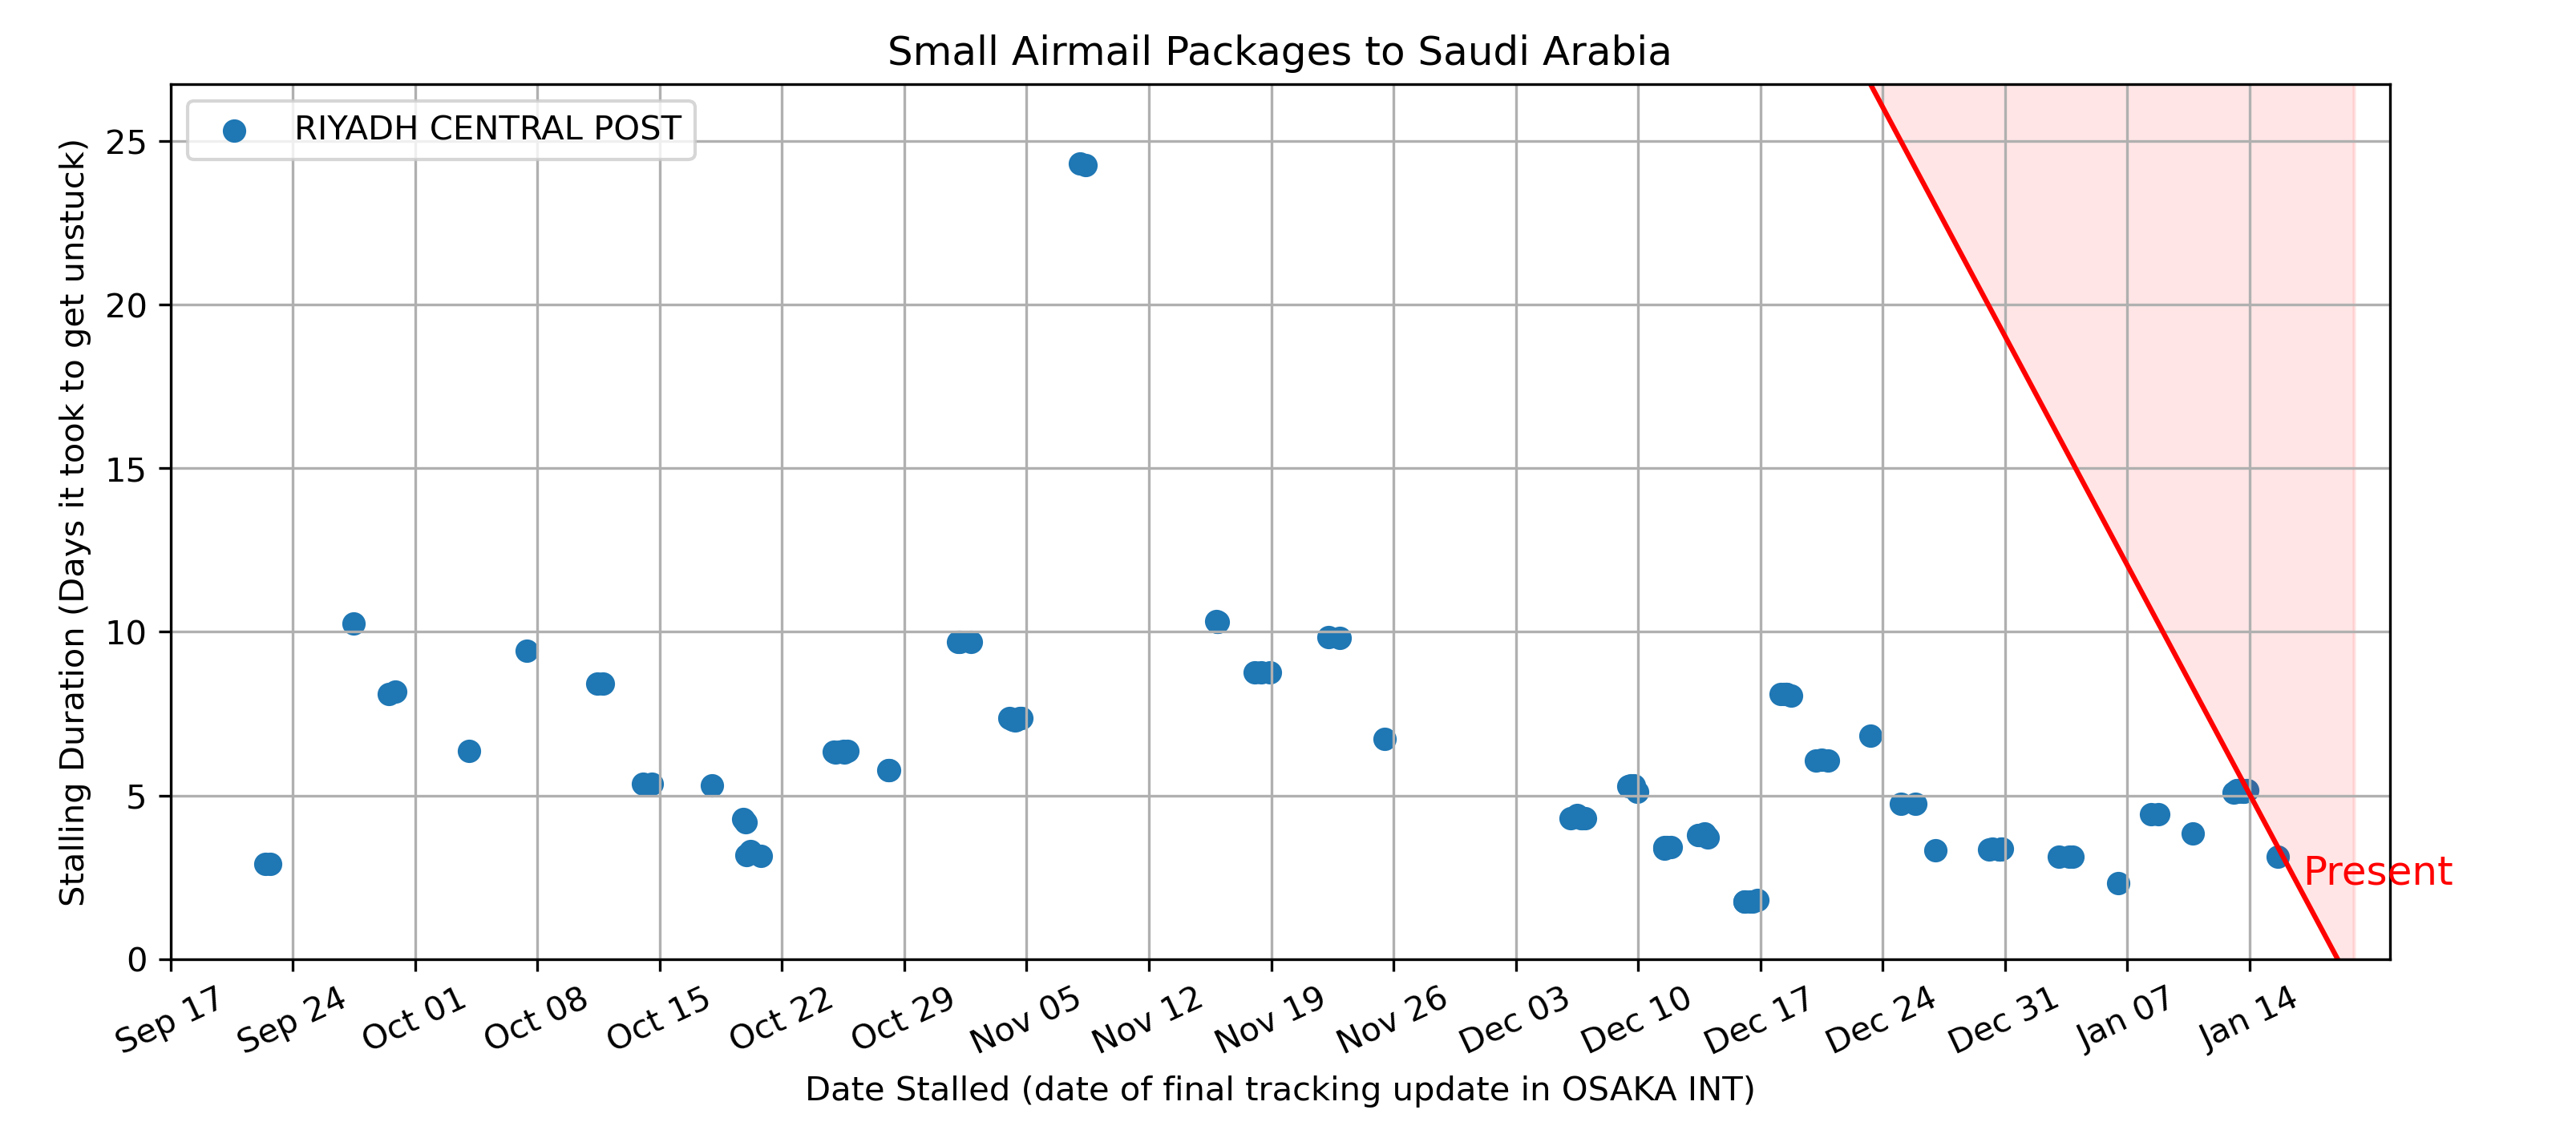 Small Airmail Packages to Saudi Arabia
RIYADH CENTRAL POST
Stalling Duration (Days it took to get unstuck)
25
20
15
10
5
0
Present
Sep 17
Sep 24
Oct 01
Oct 08
Oct 15
Oct 22
Oct 29
Nov 05
Nov 12
Nov 19
Nov 26
Dec 03
Dec 10
Dec 17
Dec 24
Dec 31
Jan 07
Jan 14
Date Stalled (date of final tracking update in OSAKA INT)